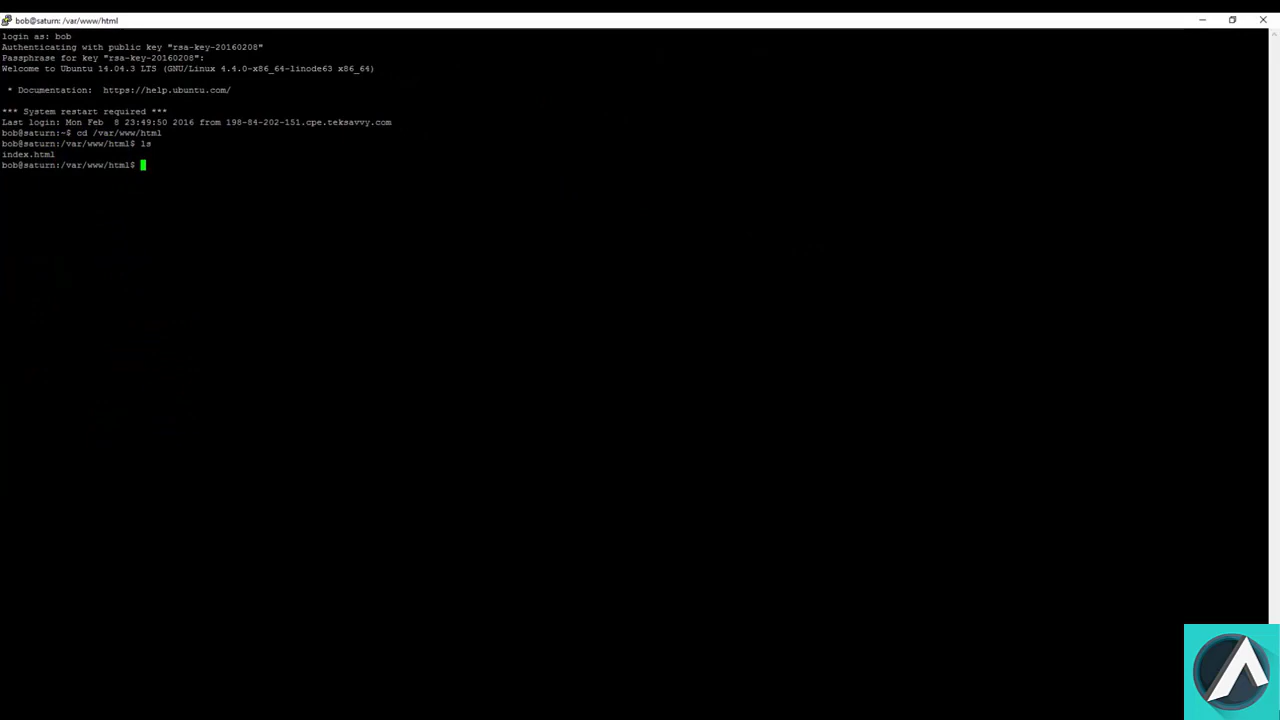 bob@saturn: /var/www/html
login as: bob
Authenticating with public key "rsa-key-20160208"
Passphrase for key "rsa-key-20160208":
Welcome to Ubuntu 14.04.3 LTS (GNU/Linux 4.4.0-x86_64-linode63 x86_64)
* Documentation:  https://help.ubuntu.com/
*** System restart required ***
Last login: Mon Feb  8 23:49:50 2016 from 198-84-202-151.cpe.teksavvy.com
bob@saturn:~$ cd /var/www/html
bob@saturn:/var/www/html$ ls
index.html
bob@saturn:/var/www/html$